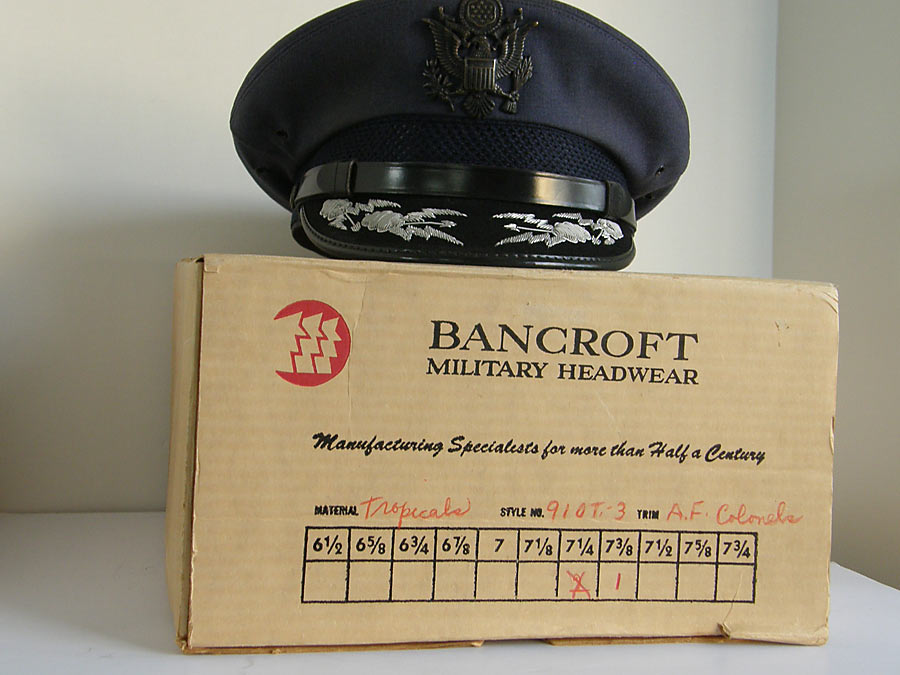 BANCROFT
MILITARY HEADWEAR
Manufacturing Specialists for more than Half a Century
MATERIAL Tropicals STYLE NO. 910T-3 TRIM A.F. Colonels
6½ 6⅝ 6¾ 6⅞ 7 7⅛ 7¼ 7⅜ 7½ 7⅝ 7¾
X 1